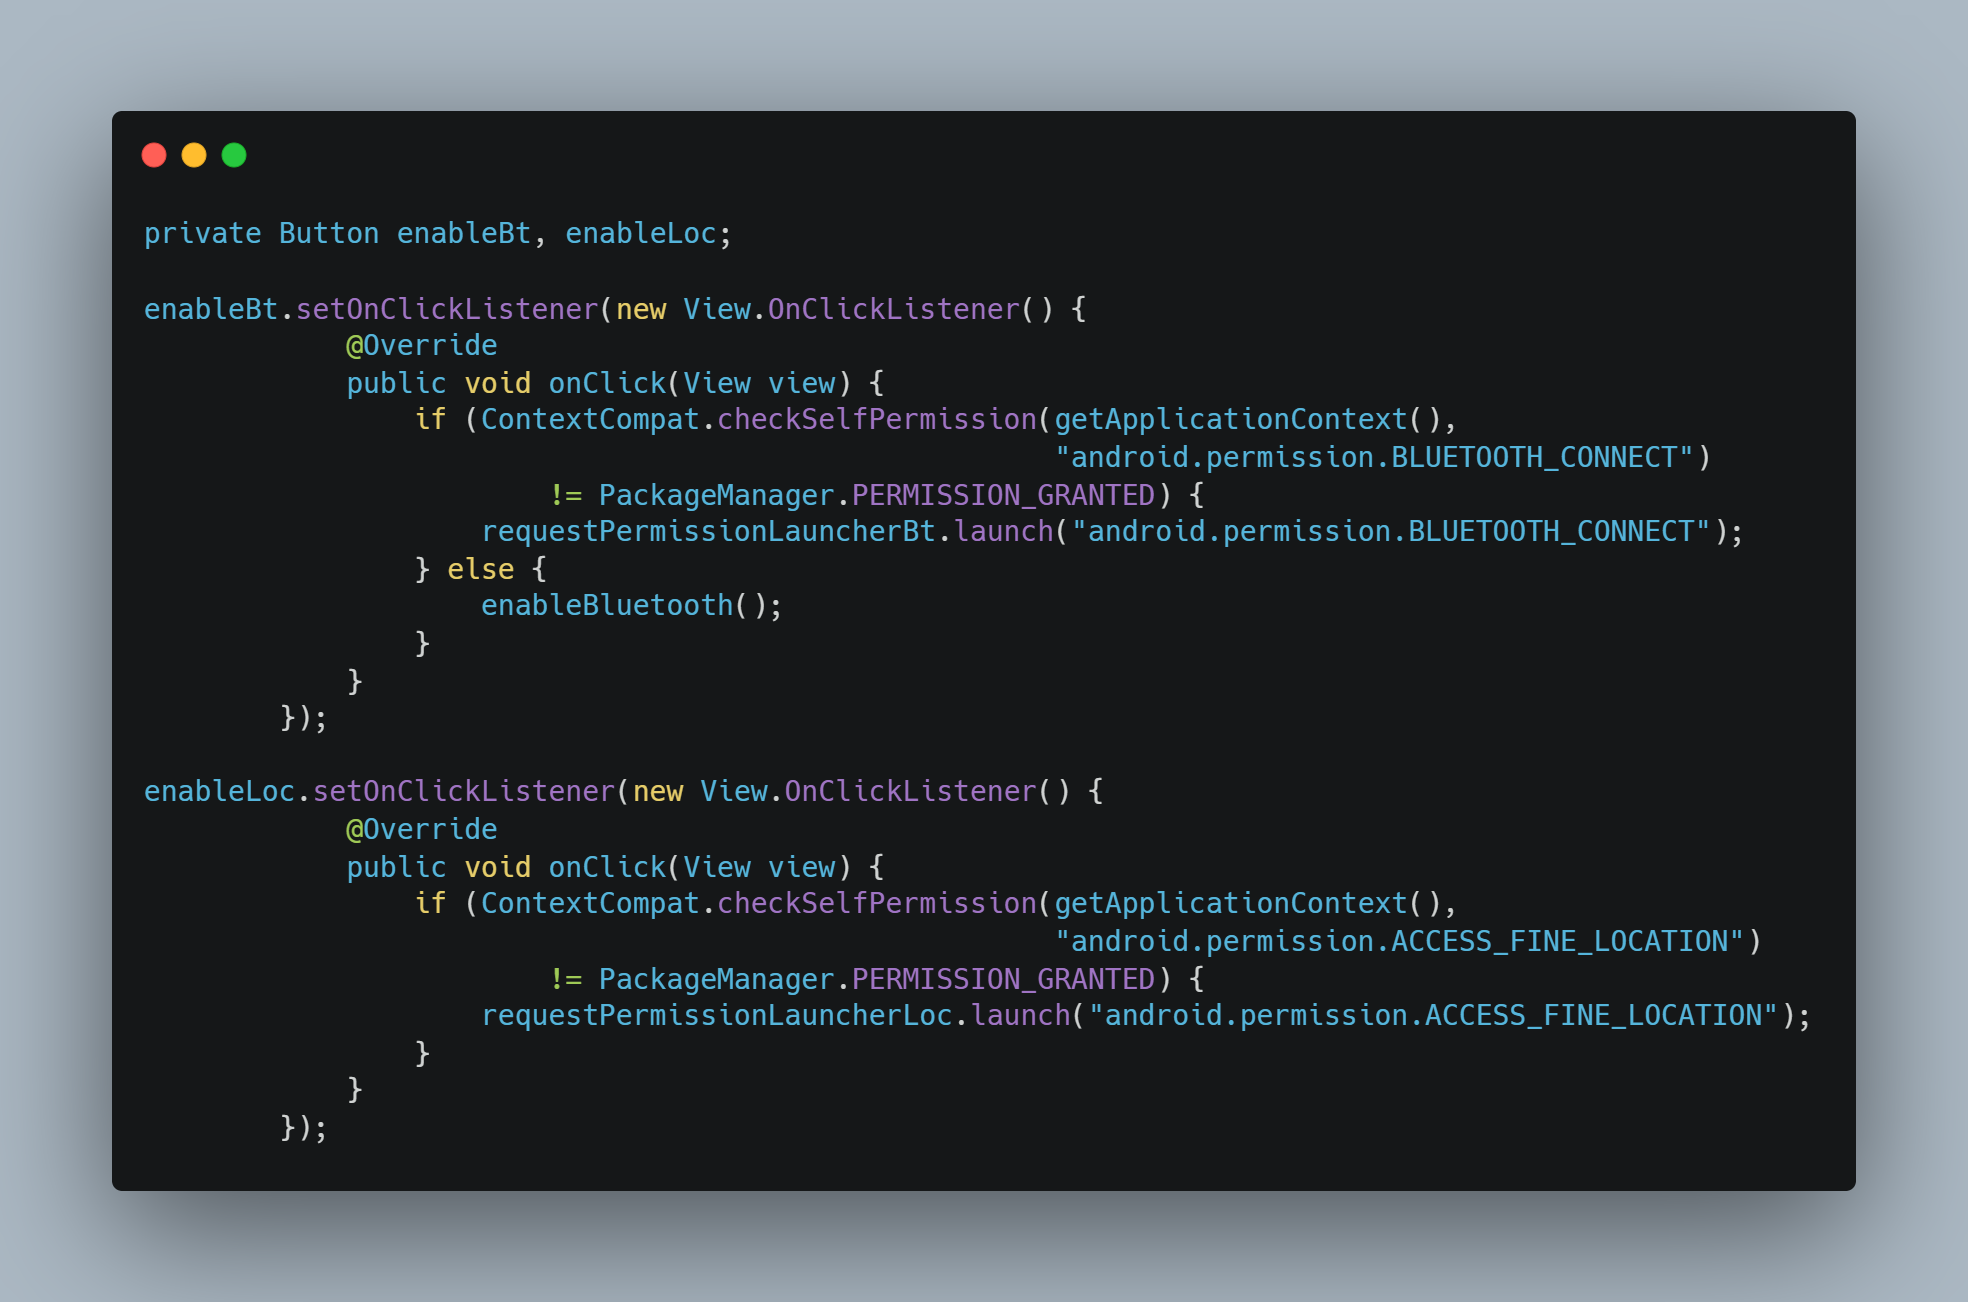 private Button enableBt, enableLoc;

enableBt.setOnClickListener(new View.OnClickListener() {
            @Override
            public void onClick(View view) {
                if (ContextCompat.checkSelfPermission(getApplicationContext(),
                                                      "android.permission.BLUETOOTH_CONNECT")
                        != PackageManager.PERMISSION_GRANTED) {
                    requestPermissionLauncherBt.launch("android.permission.BLUETOOTH_CONNECT");
                } else {
                    enableBluetooth();
                }
            }
        });

enableLoc.setOnClickListener(new View.OnClickListener() {
            @Override
            public void onClick(View view) {
                if (ContextCompat.checkSelfPermission(getApplicationContext(),
                                                      "android.permission.ACCESS_FINE_LOCATION")
                        != PackageManager.PERMISSION_GRANTED) {
                    requestPermissionLauncherLoc.launch("android.permission.ACCESS_FINE_LOCATION");
                }
            }
        });